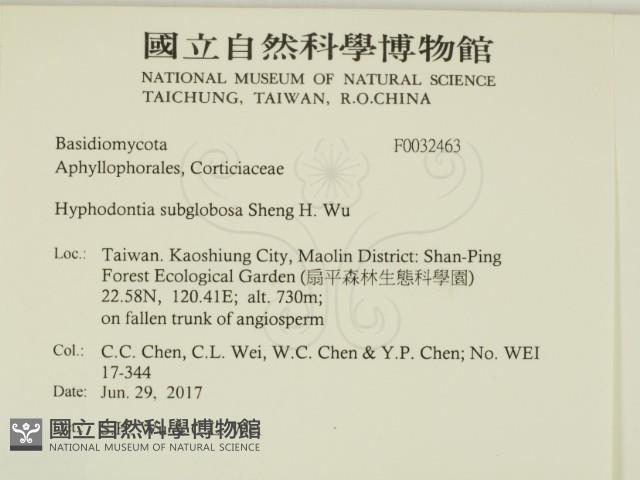 國立自然科學博物館
NATIONAL MUSEUM OF NATURAL SCIENCE
TAICHUNG, TAIWAN, R.O.CHINA
Basidiomycota F0032463
Aphyllophorales, Corticiaceae
Hyphodontia subglobosa Sheng H. Wu
Loc.: Taiwan. Kaoshiung City, Maolin District: Shan-Ping
Forest Ecological Garden (扇平森林生態科學園)
22.58N, 120.41E; alt. 730m;
on fallen trunk of angiosperm
Col.: C.C. Chen, C.L. Wei, W.C. Chen & Y.P. Chen; No. WEI
17-344
Date: Jun. 29, 2017
國立自然科學博物館
NATIONAL MUSEUM OF NATURAL SCIENCE